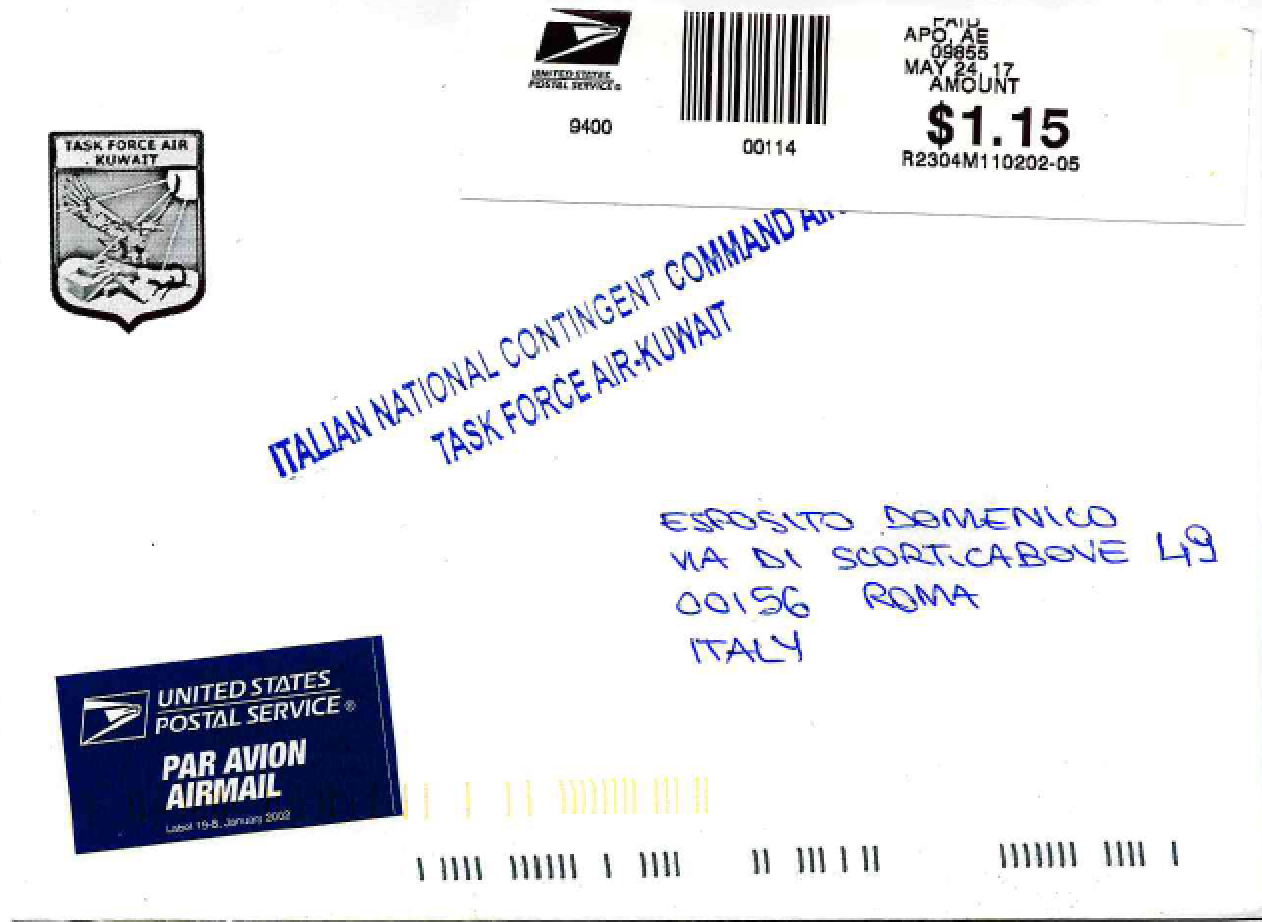 UNITED STATES
POSTAL SERVICE®
9400
00114
PAID
APO, AE
09855
MAY 24, 17
AMOUNT
$1.15
R2304M110202-05
TASK FORCE AIR
KUWAIT
ITALIAN NATIONAL CONTINGENT COMMAND AIR
TASK FORCE AIR-KUWAIT
ESPOSITO DOMENICO
VIA DI SCORTICABOVE 49
00156 ROMA
ITALY
UNITED STATES
POSTAL SERVICE®
PAR AVION
AIRMAIL
Label 19-B, January 2002